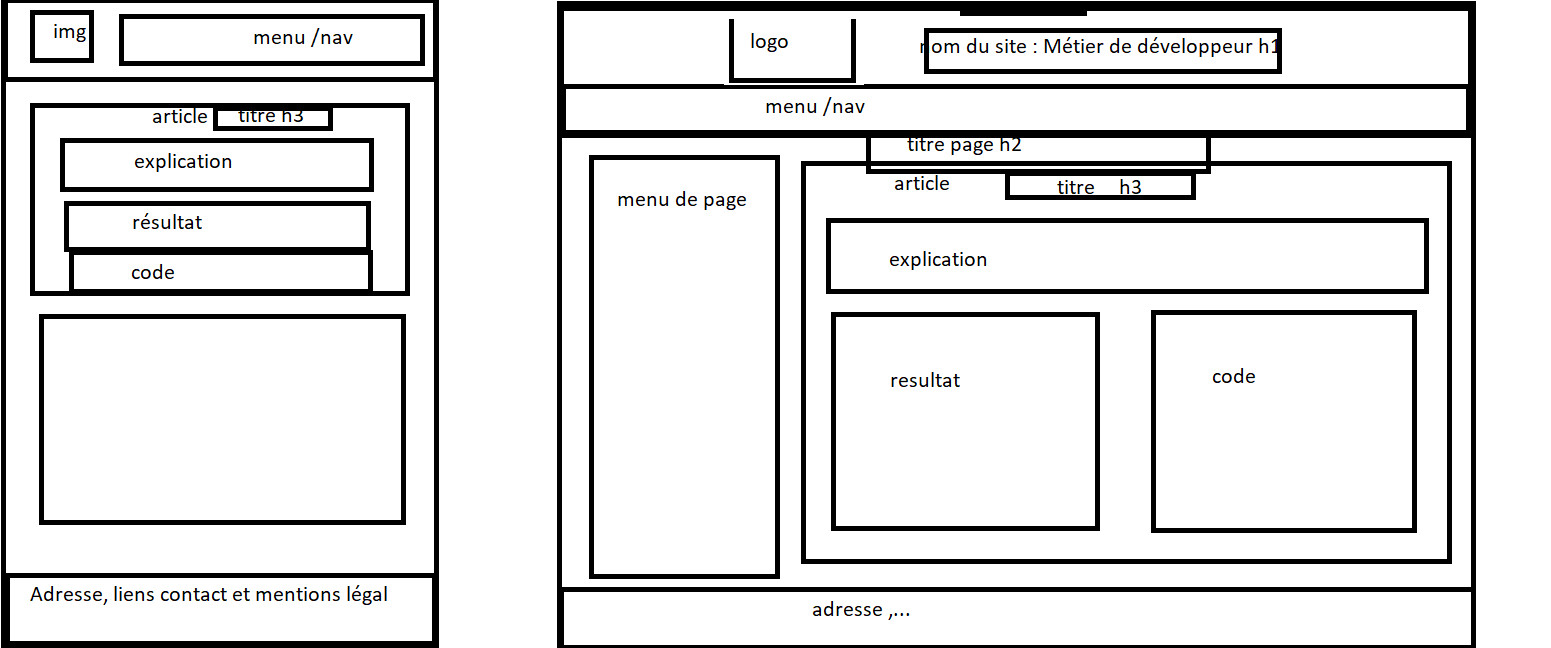 img
menu /nav
article
titre h3
explication
résultat
code
Adresse, liens contact et mentions légal
logo
nom du site : Métier de développeur h1
menu /nav
titre page h2
menu de page
article
titre h3
explication
resultat
code
adresse ,...